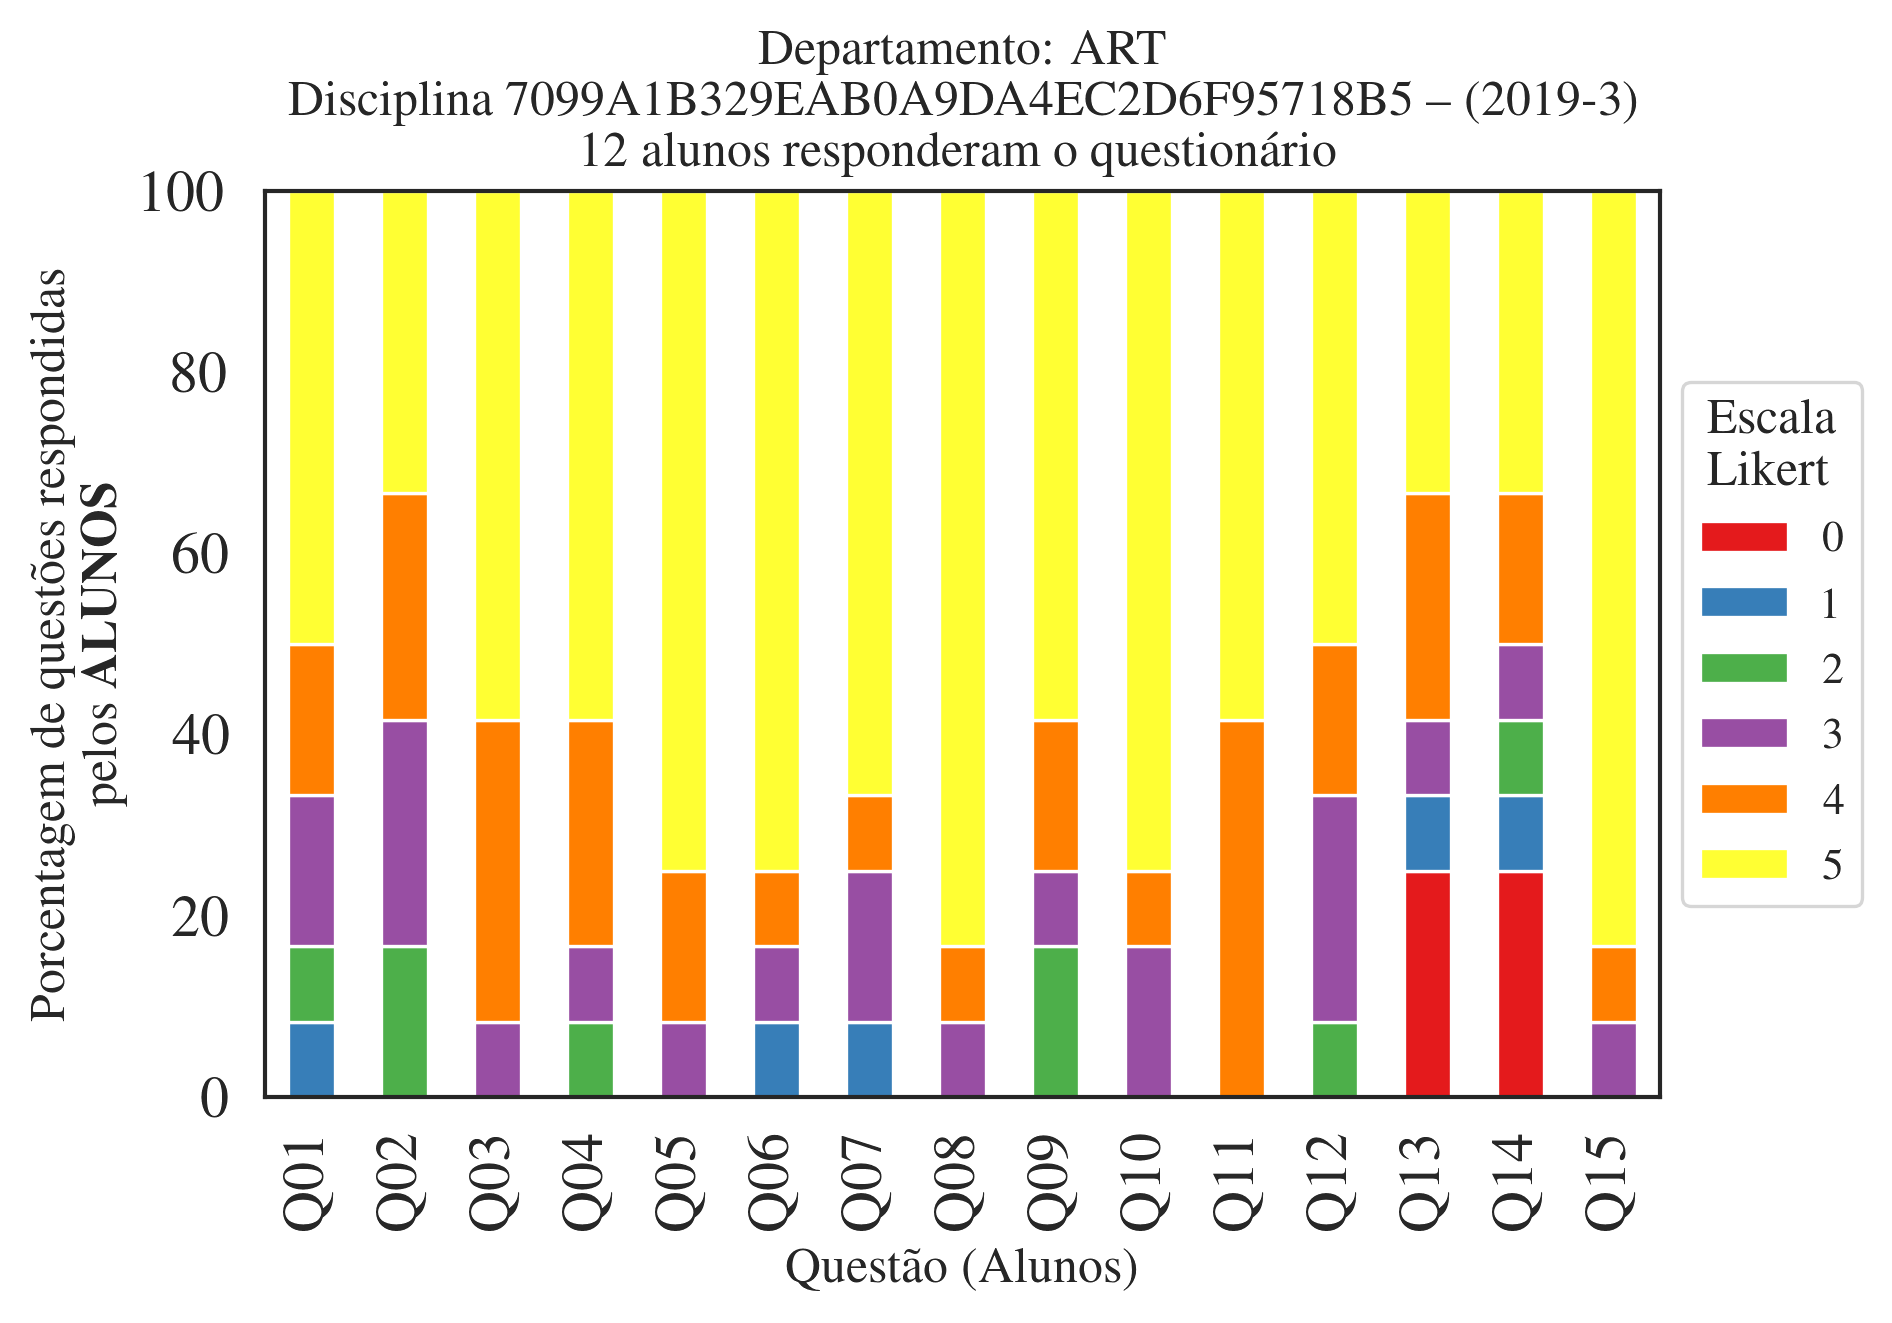 Departamento: ART
Disciplina 7099A1B329EAB0A9DA4EC2D6F95718B5 – (2019-3)
12 alunos responderam o questionário
Porcentagem de questões respondidas
pelos ALUNOS
100
80
60
40
20
0
Q01
Q02
Q03
Q04
Q05
Q06
Q07
Q08
Q09
Q10
Q11
Q12
Q13
Q14
Q15
Questão (Alunos)
Escala
Likert
0
1
2
3
4
5